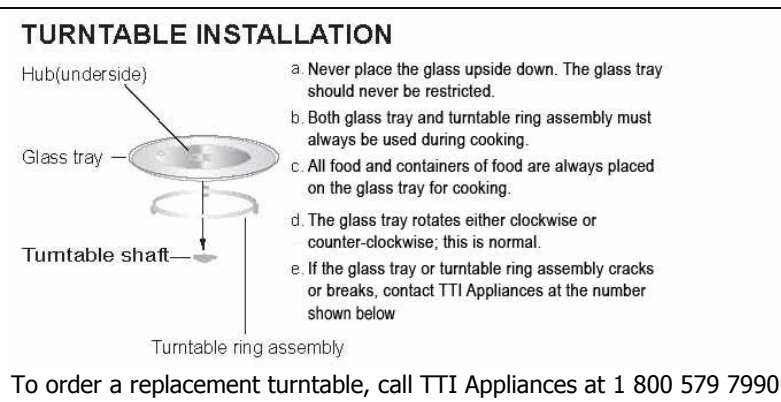 TURNTABLE INSTALLATION
Hub(underside)
Glass tray
Turntable shaft
Turntable ring assembly
a. Never place the glass upside down. The glass tray
should never be restricted.
b. Both glass tray and turntable ring assembly must
always be used during cooking.
c. All food and containers of food are always placed
on the glass tray for cooking.
d. The glass tray rotates either clockwise or
counter-clockwise; this is normal.
e. If the glass tray or turntable ring assembly cracks
or breaks, contact TTI Appliances at the number
shown below
To order a replacement turntable, call TTI Appliances at 1 800 579 7990